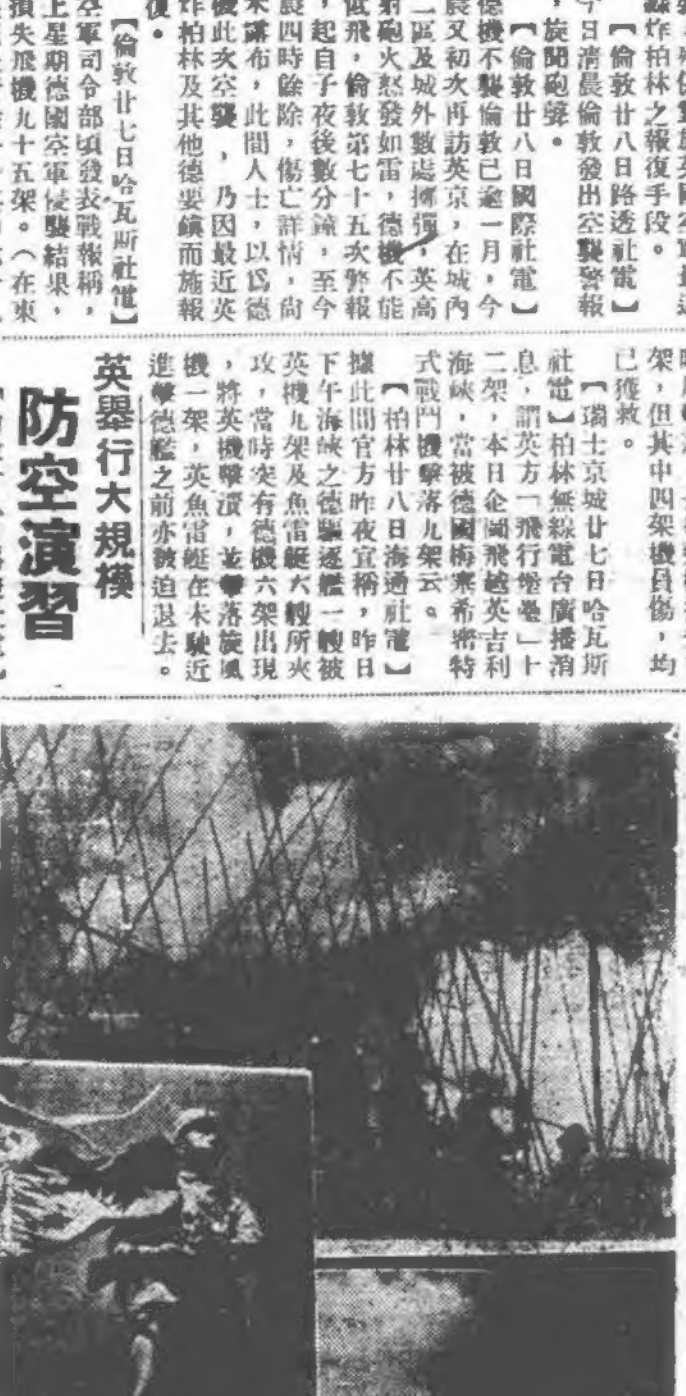 轟炸柏林之報復手段。
【倫敦廿八日路透社電】
今日清晨倫敦發出空襲警報
,旋聞砲聲。
【倫敦廿八日國際社電】
德機不襲倫敦已逾一月,今
晨又初次再訪英京,在城內
二區及城外數處擲彈,英高
射砲火怒發如雷,德機不能
低飛,倫敦第七十五次警報
,起自子夜後數分鐘,至今
晨四時餘除,傷亡詳情,尙
未露布,此間人士,以爲德
機此次空襲,乃因最近英
炸柏林及其他德要鎭而施報
復。
【倫敦廿七日哈瓦斯社電】
空軍司令部頃發表戰報稱,
上星期德國空軍侵襲結果,
損失飛機九十五架。(在東
架,但其中四架機員傷,均
已獲救。
【瑞士京城廿七日哈瓦斯
社電】柏林無線電台廣播消
息,謂英方「飛行堡壘」十
二架,本日企圖飛越英吉利
海峽,當被德國梅塞希密特
式戰鬥機擊落九架云。
【柏林廿八日海通社電】
據此間官方昨夜宣稱,昨日
下午海峽之德驅逐艦一艘被
英機九架及魚雷艇六艘所夾
攻,當時突有德機六架出現
,將英機擊潰,並擊落旋風
機一架,英魚雷艇在未駛近
進擊德艦之前亦被迫退去。
英舉行大規模
防空演習